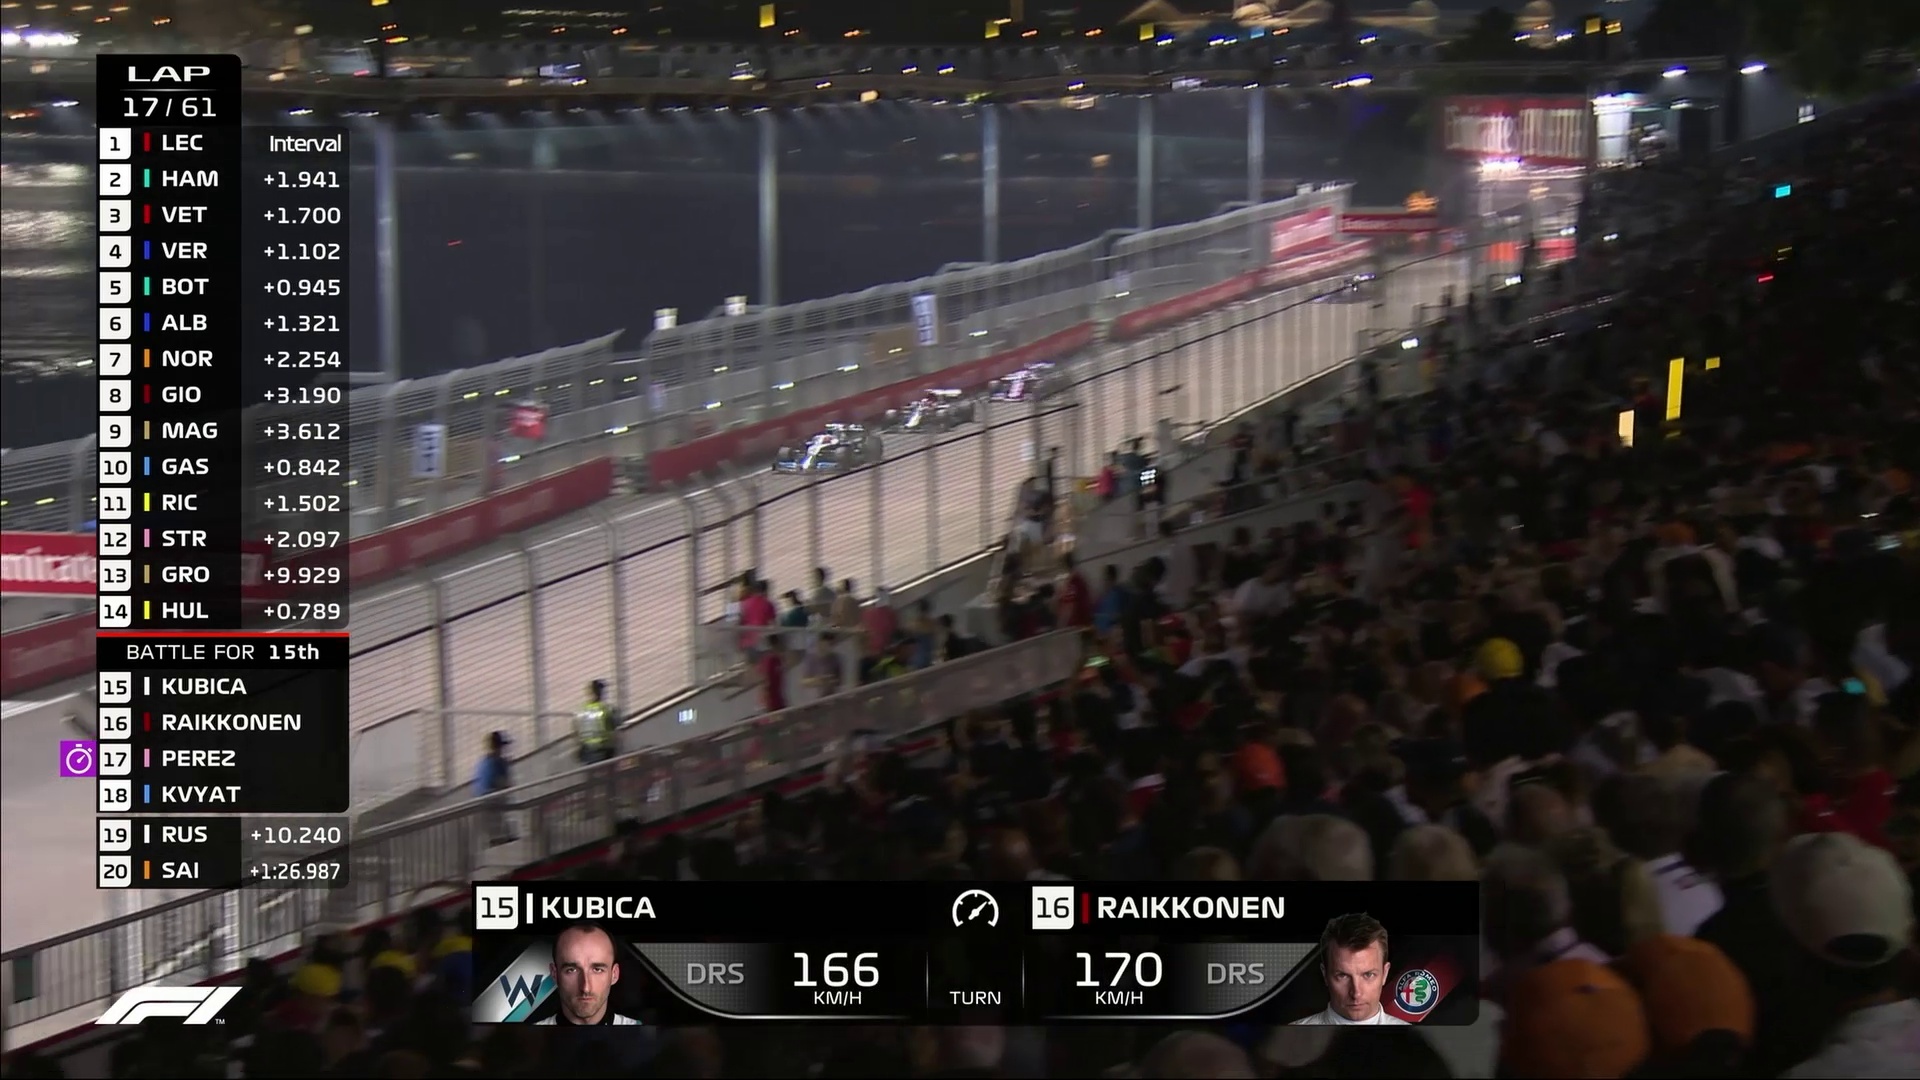 LAP
17/61
1 LEC Interval
2 HAM +1.941
3 VET +1.700
4 VER +1.102
5 BOT +0.945
6 ALB +1.321
7 NOR +2.254
8 GIO +3.190
9 MAG +3.612
10 GAS +0.842
11 RIC +1.502
12 STR +2.097
13 GRO +9.929
14 HUL +0.789
BATTLE FOR 15th
15 KUBICA
16 RAIKKONEN
17 PEREZ
18 KVYAT
19 RUS +10.240
20 SAI +1:26.987
15 KUBICA 16 RAIKKONEN
DRS 166 KM/H TURN 170 KM/H DRS
W
ALFA ROMEO
F1 TM